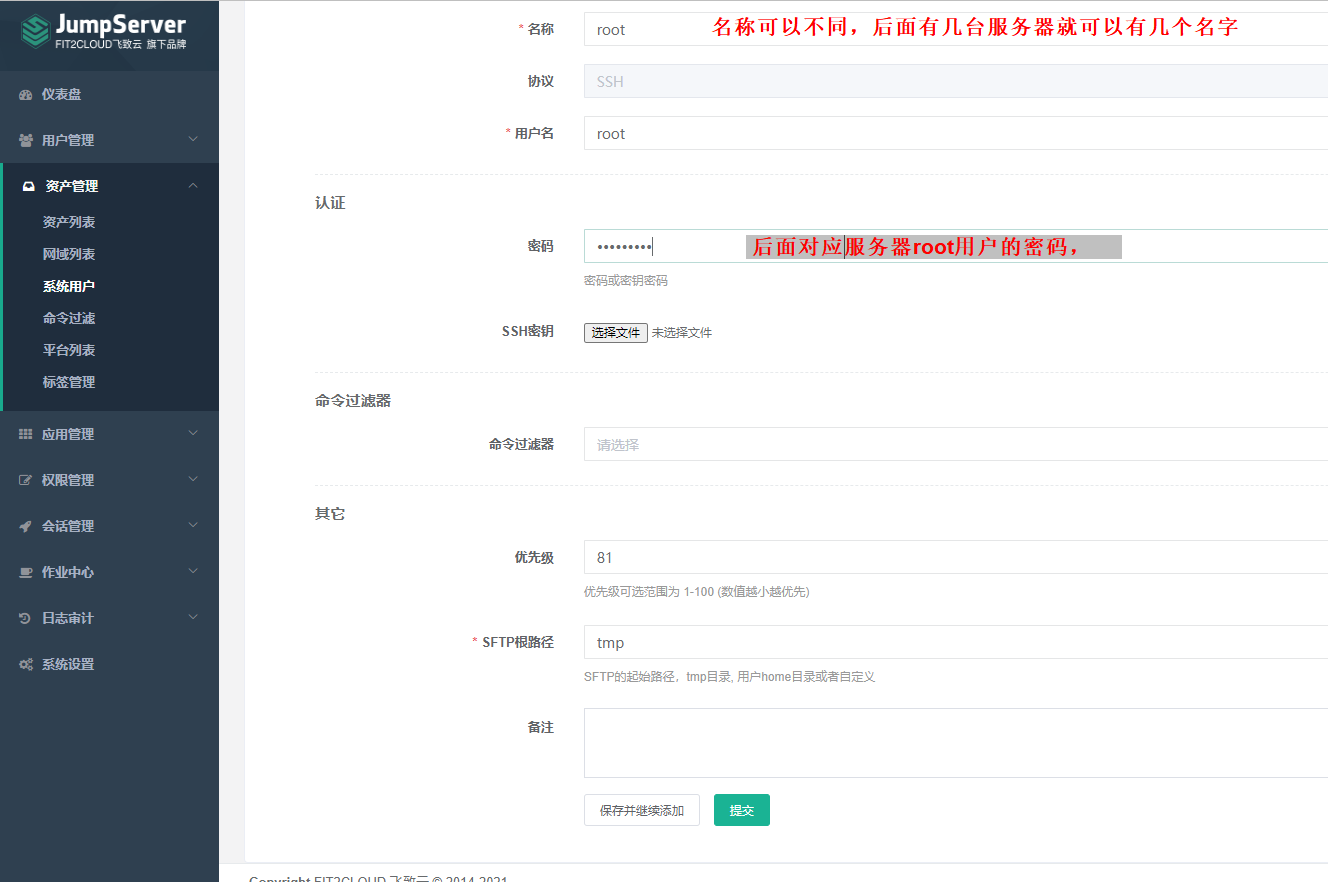 JumpServer
FIT2CLOUD飞致云 旗下品牌
仪表盘
用户管理
资产管理
资产列表
网域列表
系统用户
命令过滤
平台列表
标签管理
应用管理
权限管理
会话管理
作业中心
日志审计
系统设置
* 名称 root 名称可以不同，后面有几台服务器就可以有几个名字
协议 SSH
* 用户名 root
认证
密码 ••••••••• 后面对应服务器root用户的密码，
密码或密钥密码
SSH密钥 选择文件 未选择文件
命令过滤器
命令过滤器 请选择
其它
优先级 81
优先级可选范围为 1-100 (数值越小越优先)
* SFTP根路径 tmp
SFTP的起始路径，tmp目录, 用户home目录或者自定义
备注
保存并继续添加 提交
Copyright FIT2CLOUD 飞致云 © 2014-2021